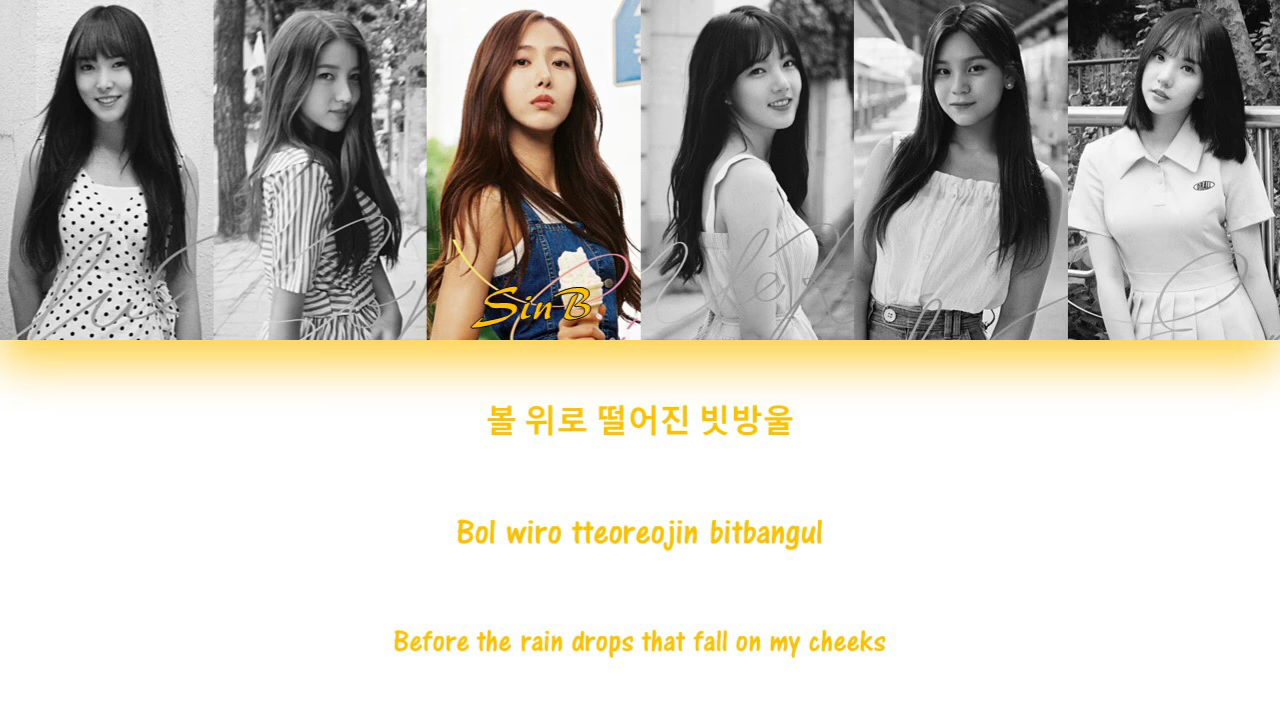 Sin-B
볼 위로 떨어진 빗방울
Bol wiro tteoreojin bitbangul
Before the rain drops that fall on my cheeks